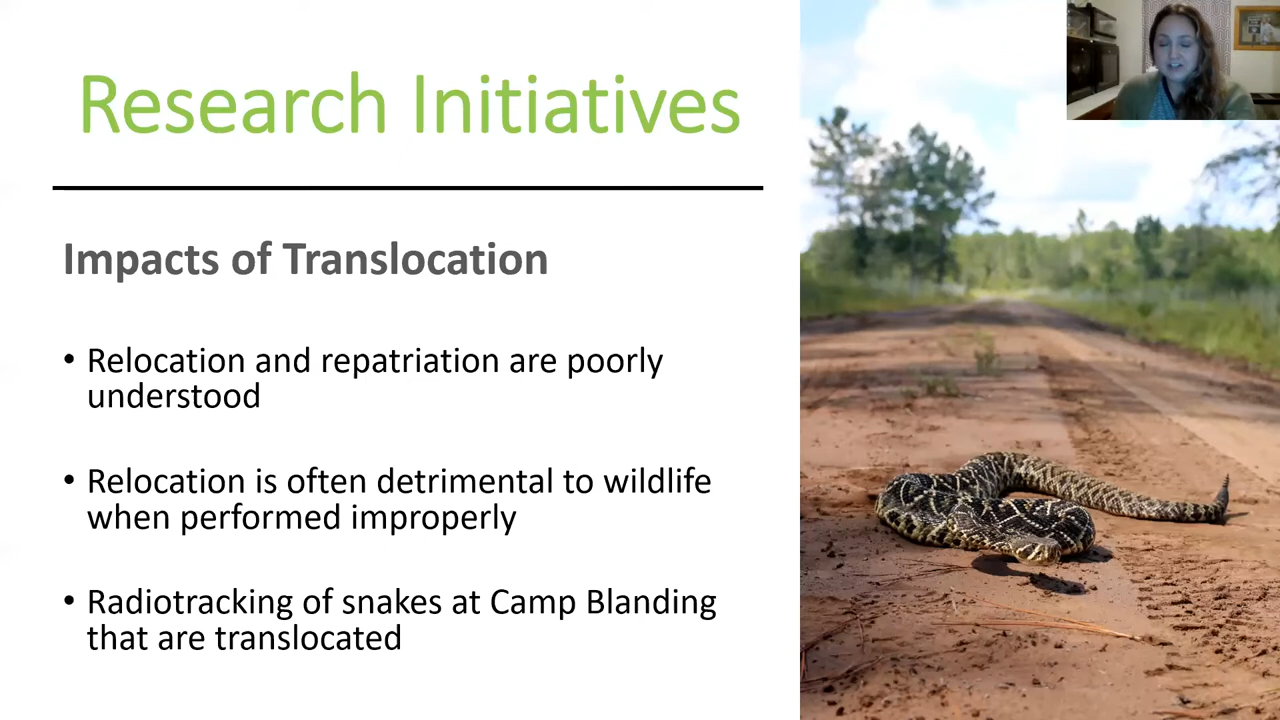 Research Initiatives
Impacts of Translocation
• Relocation and repatriation are poorly
understood
• Relocation is often detrimental to wildlife
when performed improperly
• Radiotracking of snakes at Camp Blanding
that are translocated